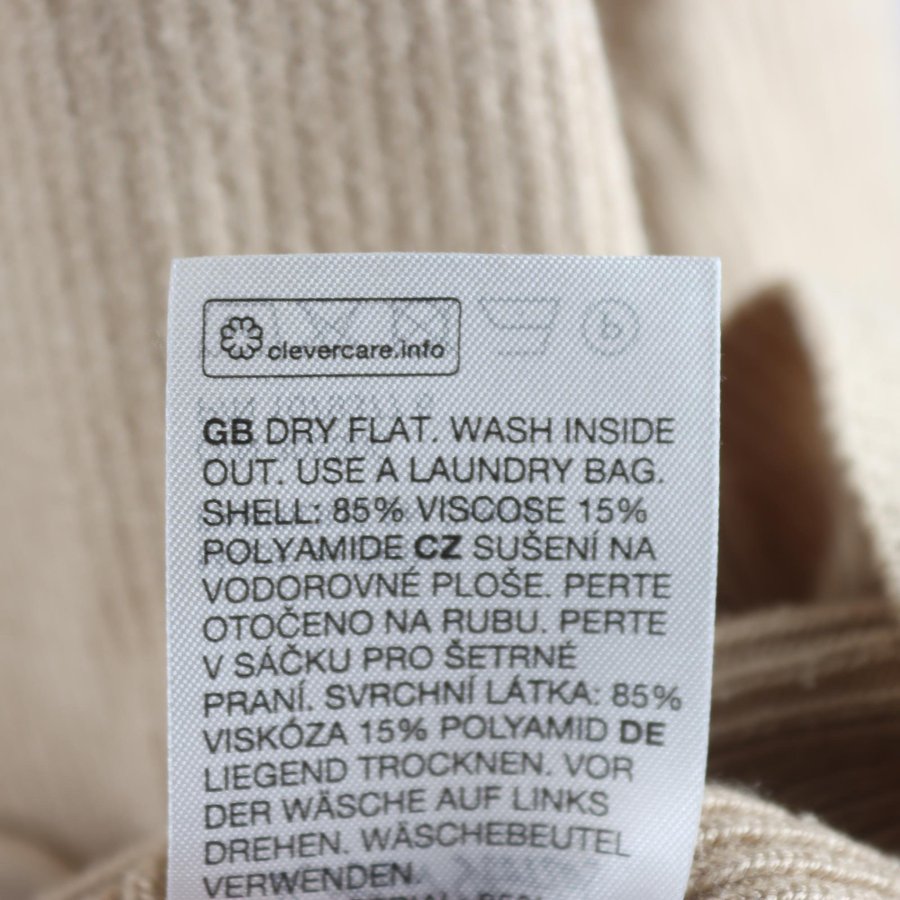 clevercare.info
GB DRY FLAT. WASH INSIDE
OUT. USE A LAUNDRY BAG.
SHELL: 85% VISCOSE 15%
POLYAMIDE CZ SUŠENÍ NA
VODOROVNÉ PLOŠE. PERTE
OTOČENO NA RUBU. PERTE
V SÁČKU PRO ŠETRNÉ
PRANÍ. SVRCHNÍ LÁTKA: 85%
VISKÓZA 15% POLYAMID DE
LIEGEND TROCKNEN. VOR
DER WÄSCHE AUF LINKS
DREHEN. WÄSCHEBEUTEL
VERWENDEN.